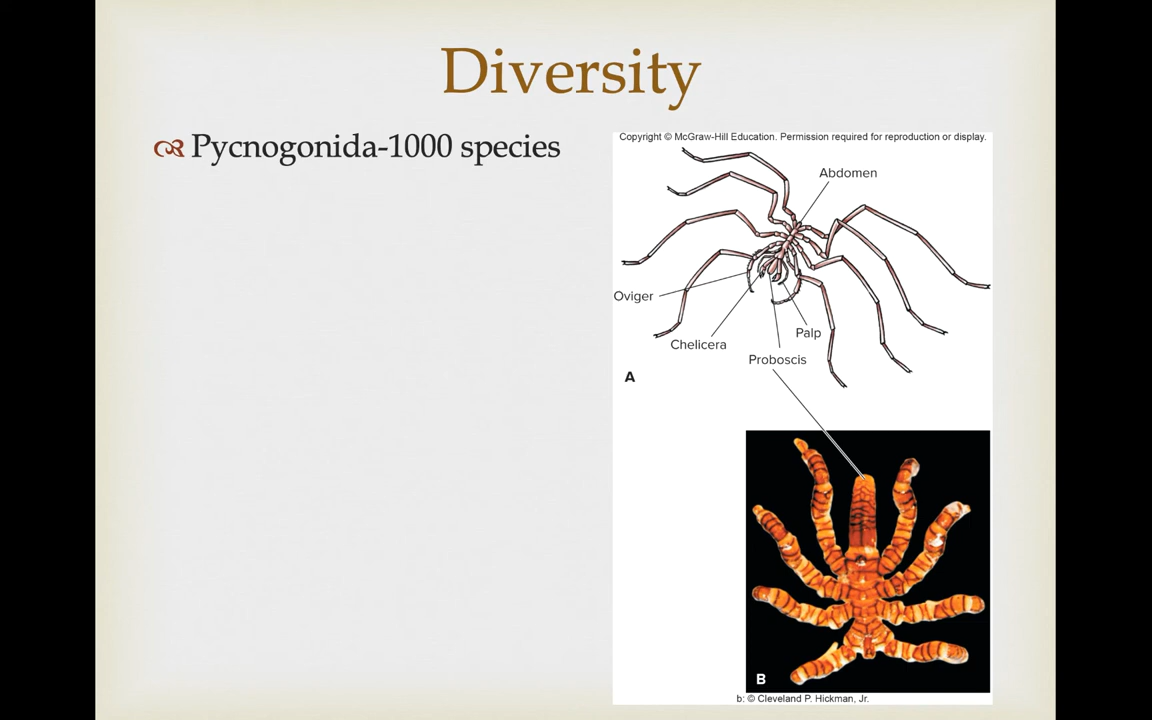 Diversity
Pycnogonida-1000 species
Copyright © McGraw-Hill Education. Permission required for reproduction or display.
Abdomen
Oviger
Palp
Chelicera
Proboscis
A
B
b: © Cleveland P. Hickman, Jr.